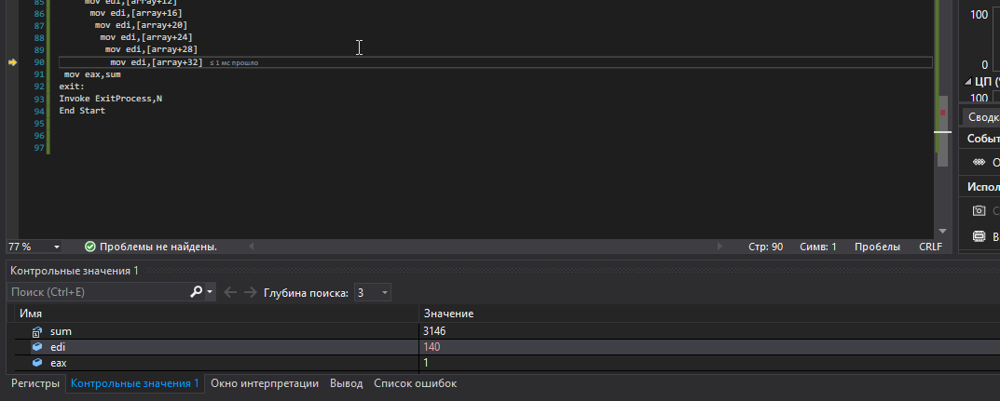 85 mov edi,[array+12]
86 mov edi,[array+16]
87 mov edi,[array+20]
88 mov edi,[array+24]
89 mov edi,[array+28]
90 mov edi,[array+32] ≤ 1 мс прошло
91 mov eax,sum
92 exit:
93 Invoke ExitProcess,N
94 End Start
95
96
97
100
0
ЦП (
100
Сводк
Событ
О
Испол
С
В
77 %
Проблемы не найдены.
Стр: 90
Симв: 1
Пробелы
CRLF
Контрольные значения 1
Поиск (Ctrl+E)
Глубина поиска: 3
Имя Значение
sum 3146
edi 140
eax 1
Регистры Контрольные значения 1 Окно интерпретации Вывод Список ошибок